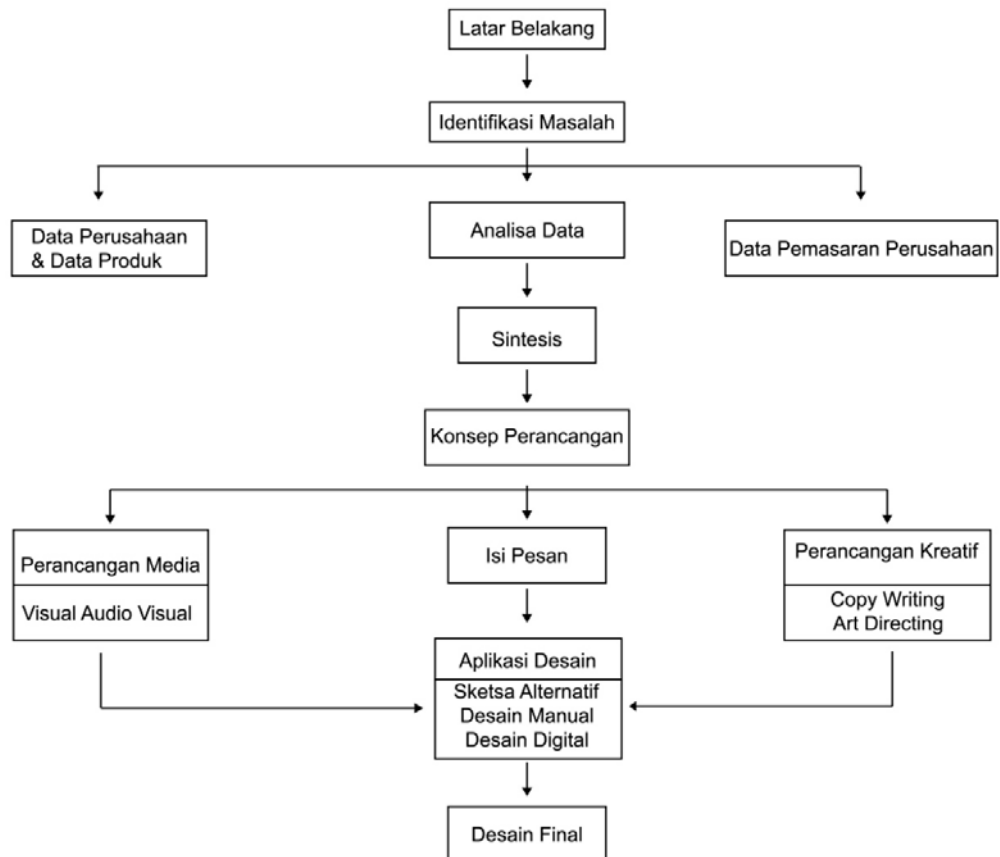 Latar Belakang
Identifikasi Masalah
Data Perusahaan
& Data Produk
Analisa Data
Data Pemasaran Perusahaan
Sintesis
Konsep Perancangan
Perancangan Media
Visual Audio Visual
Isi Pesan
Perancangan Kreatif
Copy Writing
Art Directing
Aplikasi Desain
Sketsa Alternatif
Desain Manual
Desain Digital
Desain Final